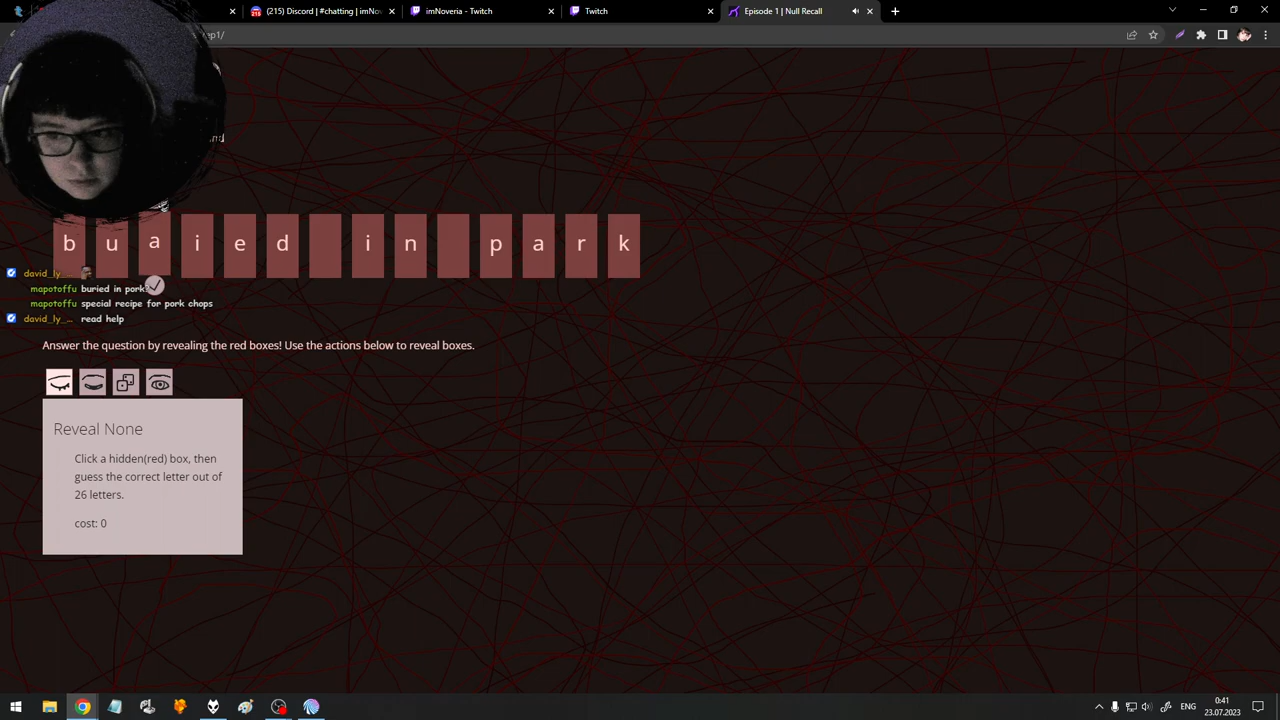 (215) Discord | #chatting | imNo
imNoveria - Twitch
Twitch
Episode 1 | Null Recall
ep1/
b u a i e d i n p a r k
david_ly_…
mapotoffu buried in pork
mapotoffu special recipe for pork chops
david_ly_… read help
Answer the question by revealing the red boxes! Use the actions below to reveal boxes.
Reveal None
Click a hidden(red) box, then
guess the correct letter out of
26 letters.
cost: 0
ENG
0:41
23.07.2023